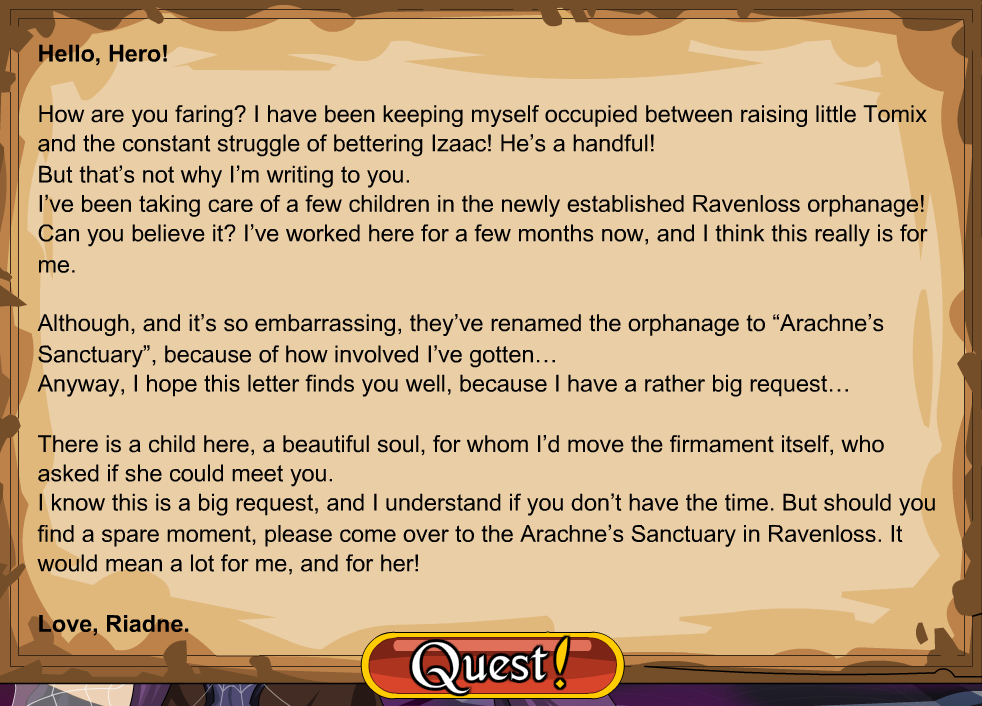 Hello, Hero!
How are you faring? I have been keeping myself occupied between raising little Tomix
and the constant struggle of bettering Izaac! He’s a handful!
But that’s not why I’m writing to you.
I’ve been taking care of a few children in the newly established Ravenloss orphanage!
Can you believe it? I’ve worked here for a few months now, and I think this really is for
me.
Although, and it’s so embarrassing, they’ve renamed the orphanage to “Arachne’s
Sanctuary”, because of how involved I’ve gotten…
Anyway, I hope this letter finds you well, because I have a rather big request…
There is a child here, a beautiful soul, for whom I’d move the firmament itself, who
asked if she could meet you.
I know this is a big request, and I understand if you don’t have the time. But should you
find a spare moment, please come over to the Arachne’s Sanctuary in Ravenloss. It
would mean a lot for me, and for her!
Love, Riadne.
Quest!